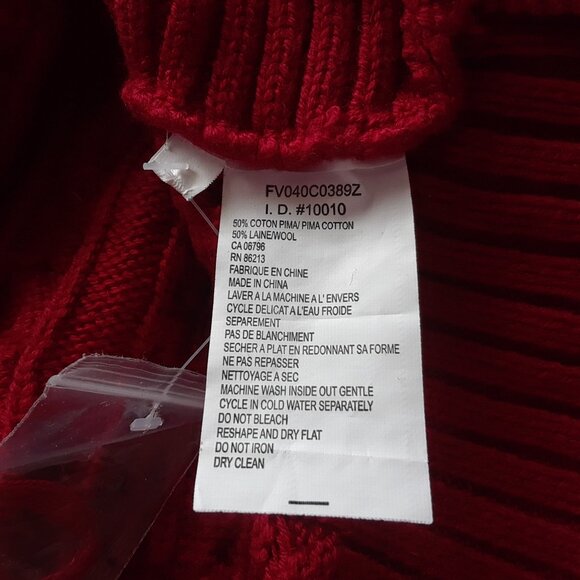 FV040C0389Z
I. D. #10010
50% COTON PIMA/ PIMA COTTON
50% LAINE/WOOL
CA 06796
RN 86213
FABRIQUE EN CHINE
MADE IN CHINA
LAVER A LA MACHINE A L' ENVERS
CYCLE DELICAT A L'EAU FROIDE
SEPAREMENT
PAS DE BLANCHIMENT
SECHER A PLAT EN REDONNANT SA FORME
NE PAS REPASSER
NETTOYAGE A SEC
MACHINE WASH INSIDE OUT GENTLE
CYCLE IN COLD WATER SEPARATELY
DO NOT BLEACH
RESHAPE AND DRY FLAT
DO NOT IRON
DRY CLEAN